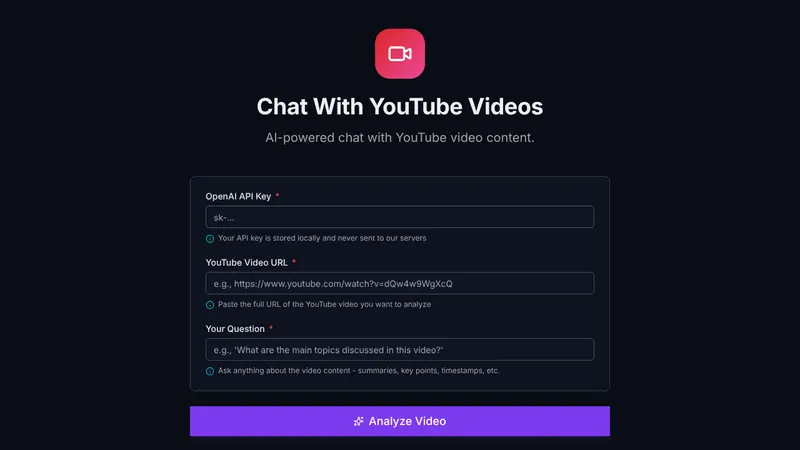 Chat With YouTube Videos
AI-powered chat with YouTube video content.
OpenAI API Key *
sk-...
Your API key is stored locally and never sent to our servers
YouTube Video URL *
e.g., https://www.youtube.com/watch?v=dQw4w9WgXcQ
Paste the full URL of the YouTube video you want to analyze
Your Question *
e.g., 'What are the main topics discussed in this video?'
Ask anything about the video content - summaries, key points, timestamps, etc.
Analyze Video